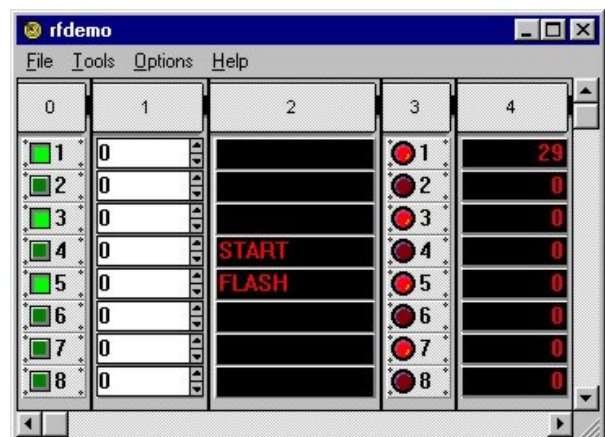 rfdemo
File Tools Options Help
0 1 2 3 4
1 0 1 29
2 0 2 0
3 0 3 0
4 0 START 4 0
5 0 FLASH 5 0
6 0 6 0
7 0 7 0
8 0 8 0